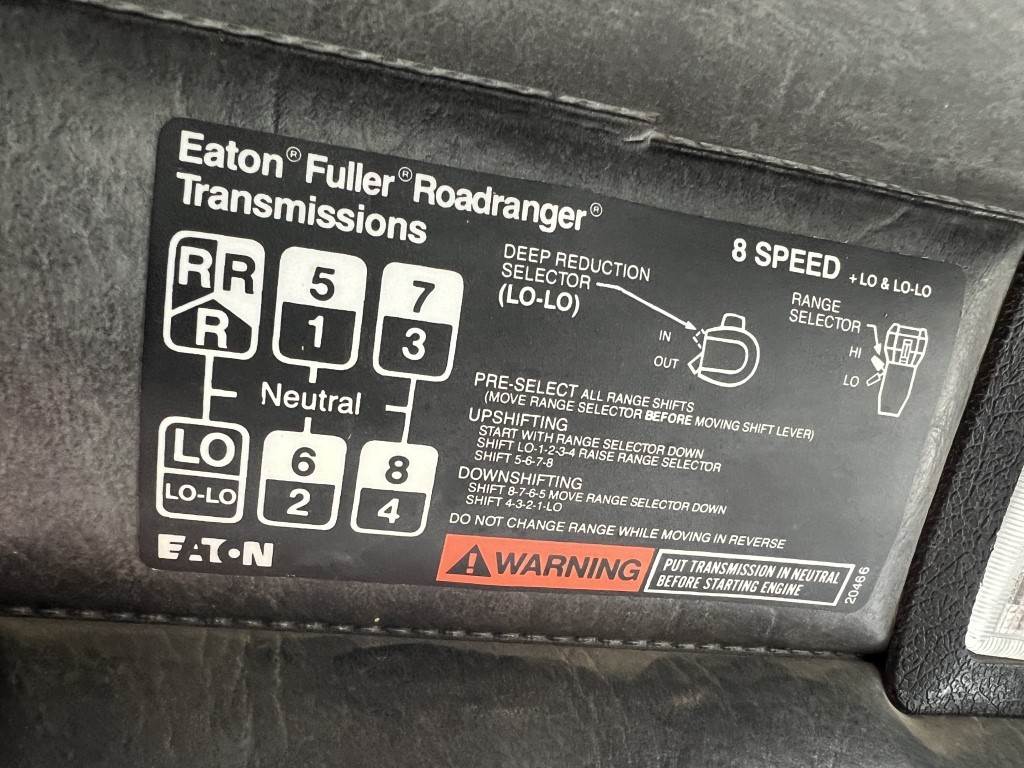 Eaton® Fuller® Roadranger®
Transmissions
8 SPEED + LO & LO-LO
R R
R
5
1
7
3
Neutral
LO
LO-LO
6
2
8
4
DEEP REDUCTION
SELECTOR
(LO-LO)
IN
OUT
RANGE
SELECTOR
HI
LO
PRE-SELECT ALL RANGE SHIFTS
(MOVE RANGE SELECTOR BEFORE MOVING SHIFT LEVER)
UPSHIFTING
START WITH RANGE SELECTOR DOWN
SHIFT LO-1-2-3-4 RAISE RANGE SELECTOR
SHIFT 5-6-7-8
DOWNSHIFTING
SHIFT 8-7-6-5 MOVE RANGE SELECTOR DOWN
SHIFT 4-3-2-1-LO
DO NOT CHANGE RANGE WHILE MOVING IN REVERSE
EATON
WARNING
PUT TRANSMISSION IN NEUTRAL
BEFORE STARTING ENGINE
20466